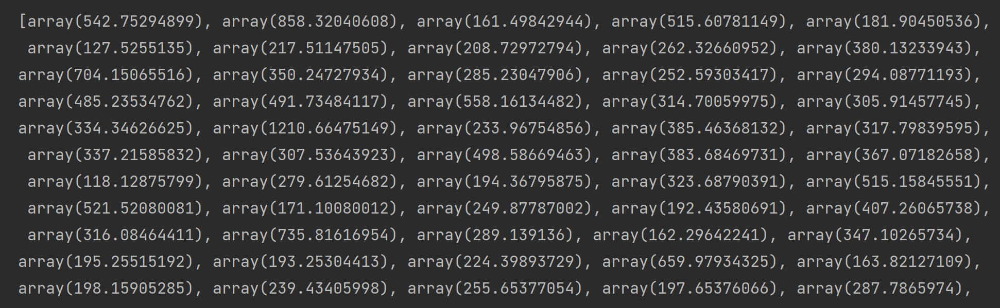 [array(542.75294899), array(858.32040608), array(161.49842944), array(515.60781149), array(181.90450536),
array(127.5255135), array(217.51147505), array(208.72972794), array(262.32660952), array(380.13233943),
array(704.15065516), array(350.24727934), array(285.23047906), array(252.59303417), array(294.08771193),
array(485.23534762), array(491.73484117), array(558.16134482), array(314.70059975), array(305.91457745),
array(334.34626625), array(1210.66475149), array(233.96754856), array(385.46368132), array(317.79839595),
array(337.21585832), array(307.53643923), array(498.58669463), array(383.68469731), array(367.07182658),
array(118.12875799), array(279.61254682), array(194.36795875), array(323.68790391), array(515.15845551),
array(521.52080081), array(171.10080012), array(249.87787002), array(192.43580691), array(407.26065738),
array(316.08464411), array(735.81616954), array(289.139136), array(162.29642241), array(347.10265734),
array(195.25515192), array(193.25304413), array(224.39893729), array(659.97934325), array(163.82127109),
array(198.15905285), array(239.43405998), array(255.65377054), array(197.65376066), array(287.7865974),